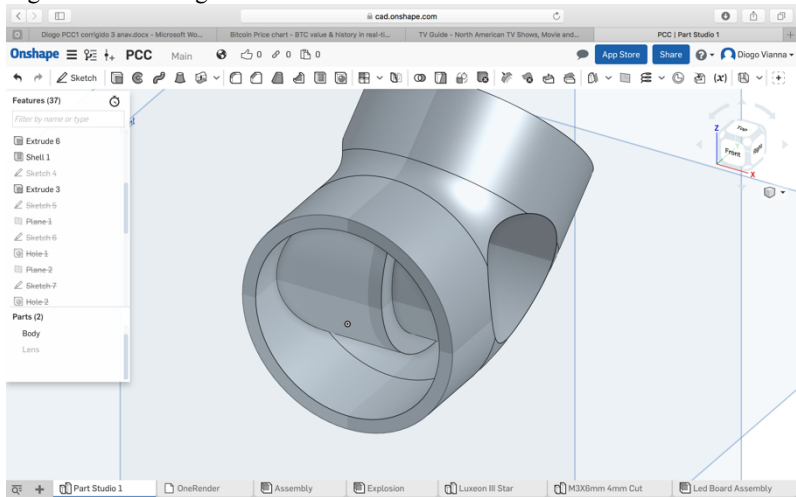 cad.onshape.com
Diogo PCC1 corrigido 3 anav.docx - Microsoft Wo...
Bitcoin Price chart - BTC value & history in real-ti...
TV Guide - North American TV Shows, Movie and...
PCC | Part Studio 1
Onshape
PCC
Main
0 0 0
App Store
Share
Diogo Vianna
Sketch
(x)
Features (37)
Filter by name or type
Extrude 6
Shell 1
Sketch 4
Extrude 3
Sketch 5
Plane 1
Sketch 6
Hole 1
Plane 2
Sketch 7
Hole 2
Parts (2)
Body
Lens
Z
Top
Front
Right
X
Part Studio 1
OneRender
Assembly
Explosion
Luxeon III Star
M3X6mm 4mm Cut
Led Board Assembly